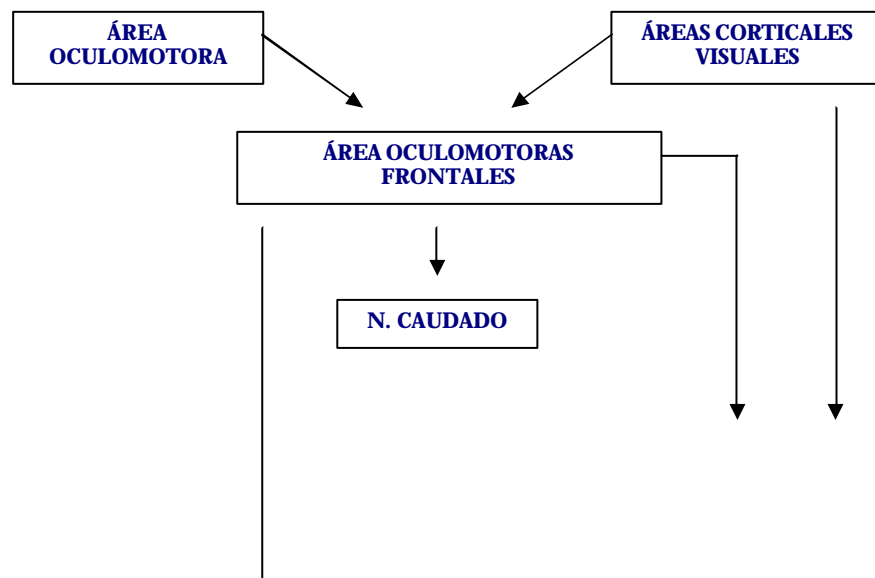 ÁREA
OCULOMOTORA
ÁREAS CORTICALES
VISUALES
ÁREA OCULOMOTORAS
FRONTALES
N. CAUDADO